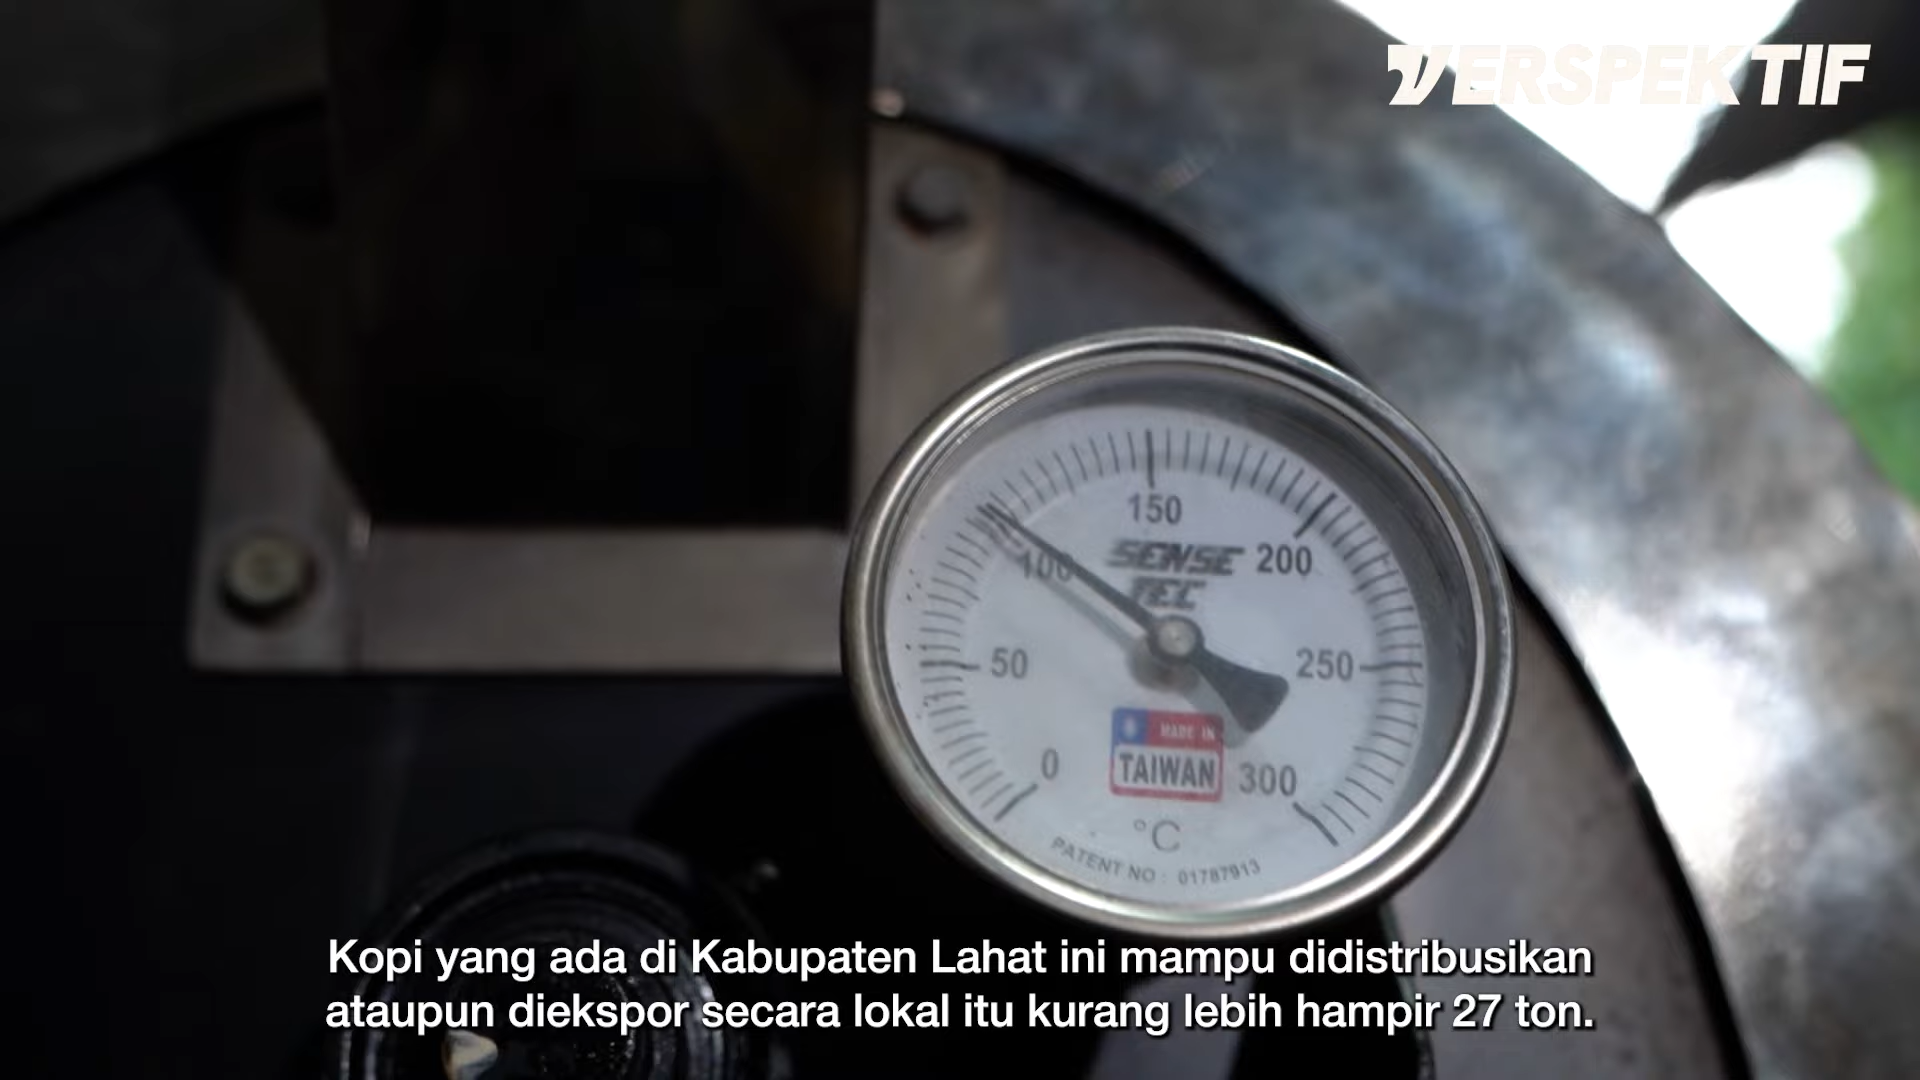 VERSPEKTIF
150
SENSE
100
200
TEC
50
250
MADE IN
TAIWAN
0
300
°C
PATENT NO : 01787913
Kopi yang ada di Kabupaten Lahat ini mampu didistribusikan
ataupun diekspor secara lokal itu kurang lebih hampir 27 ton.